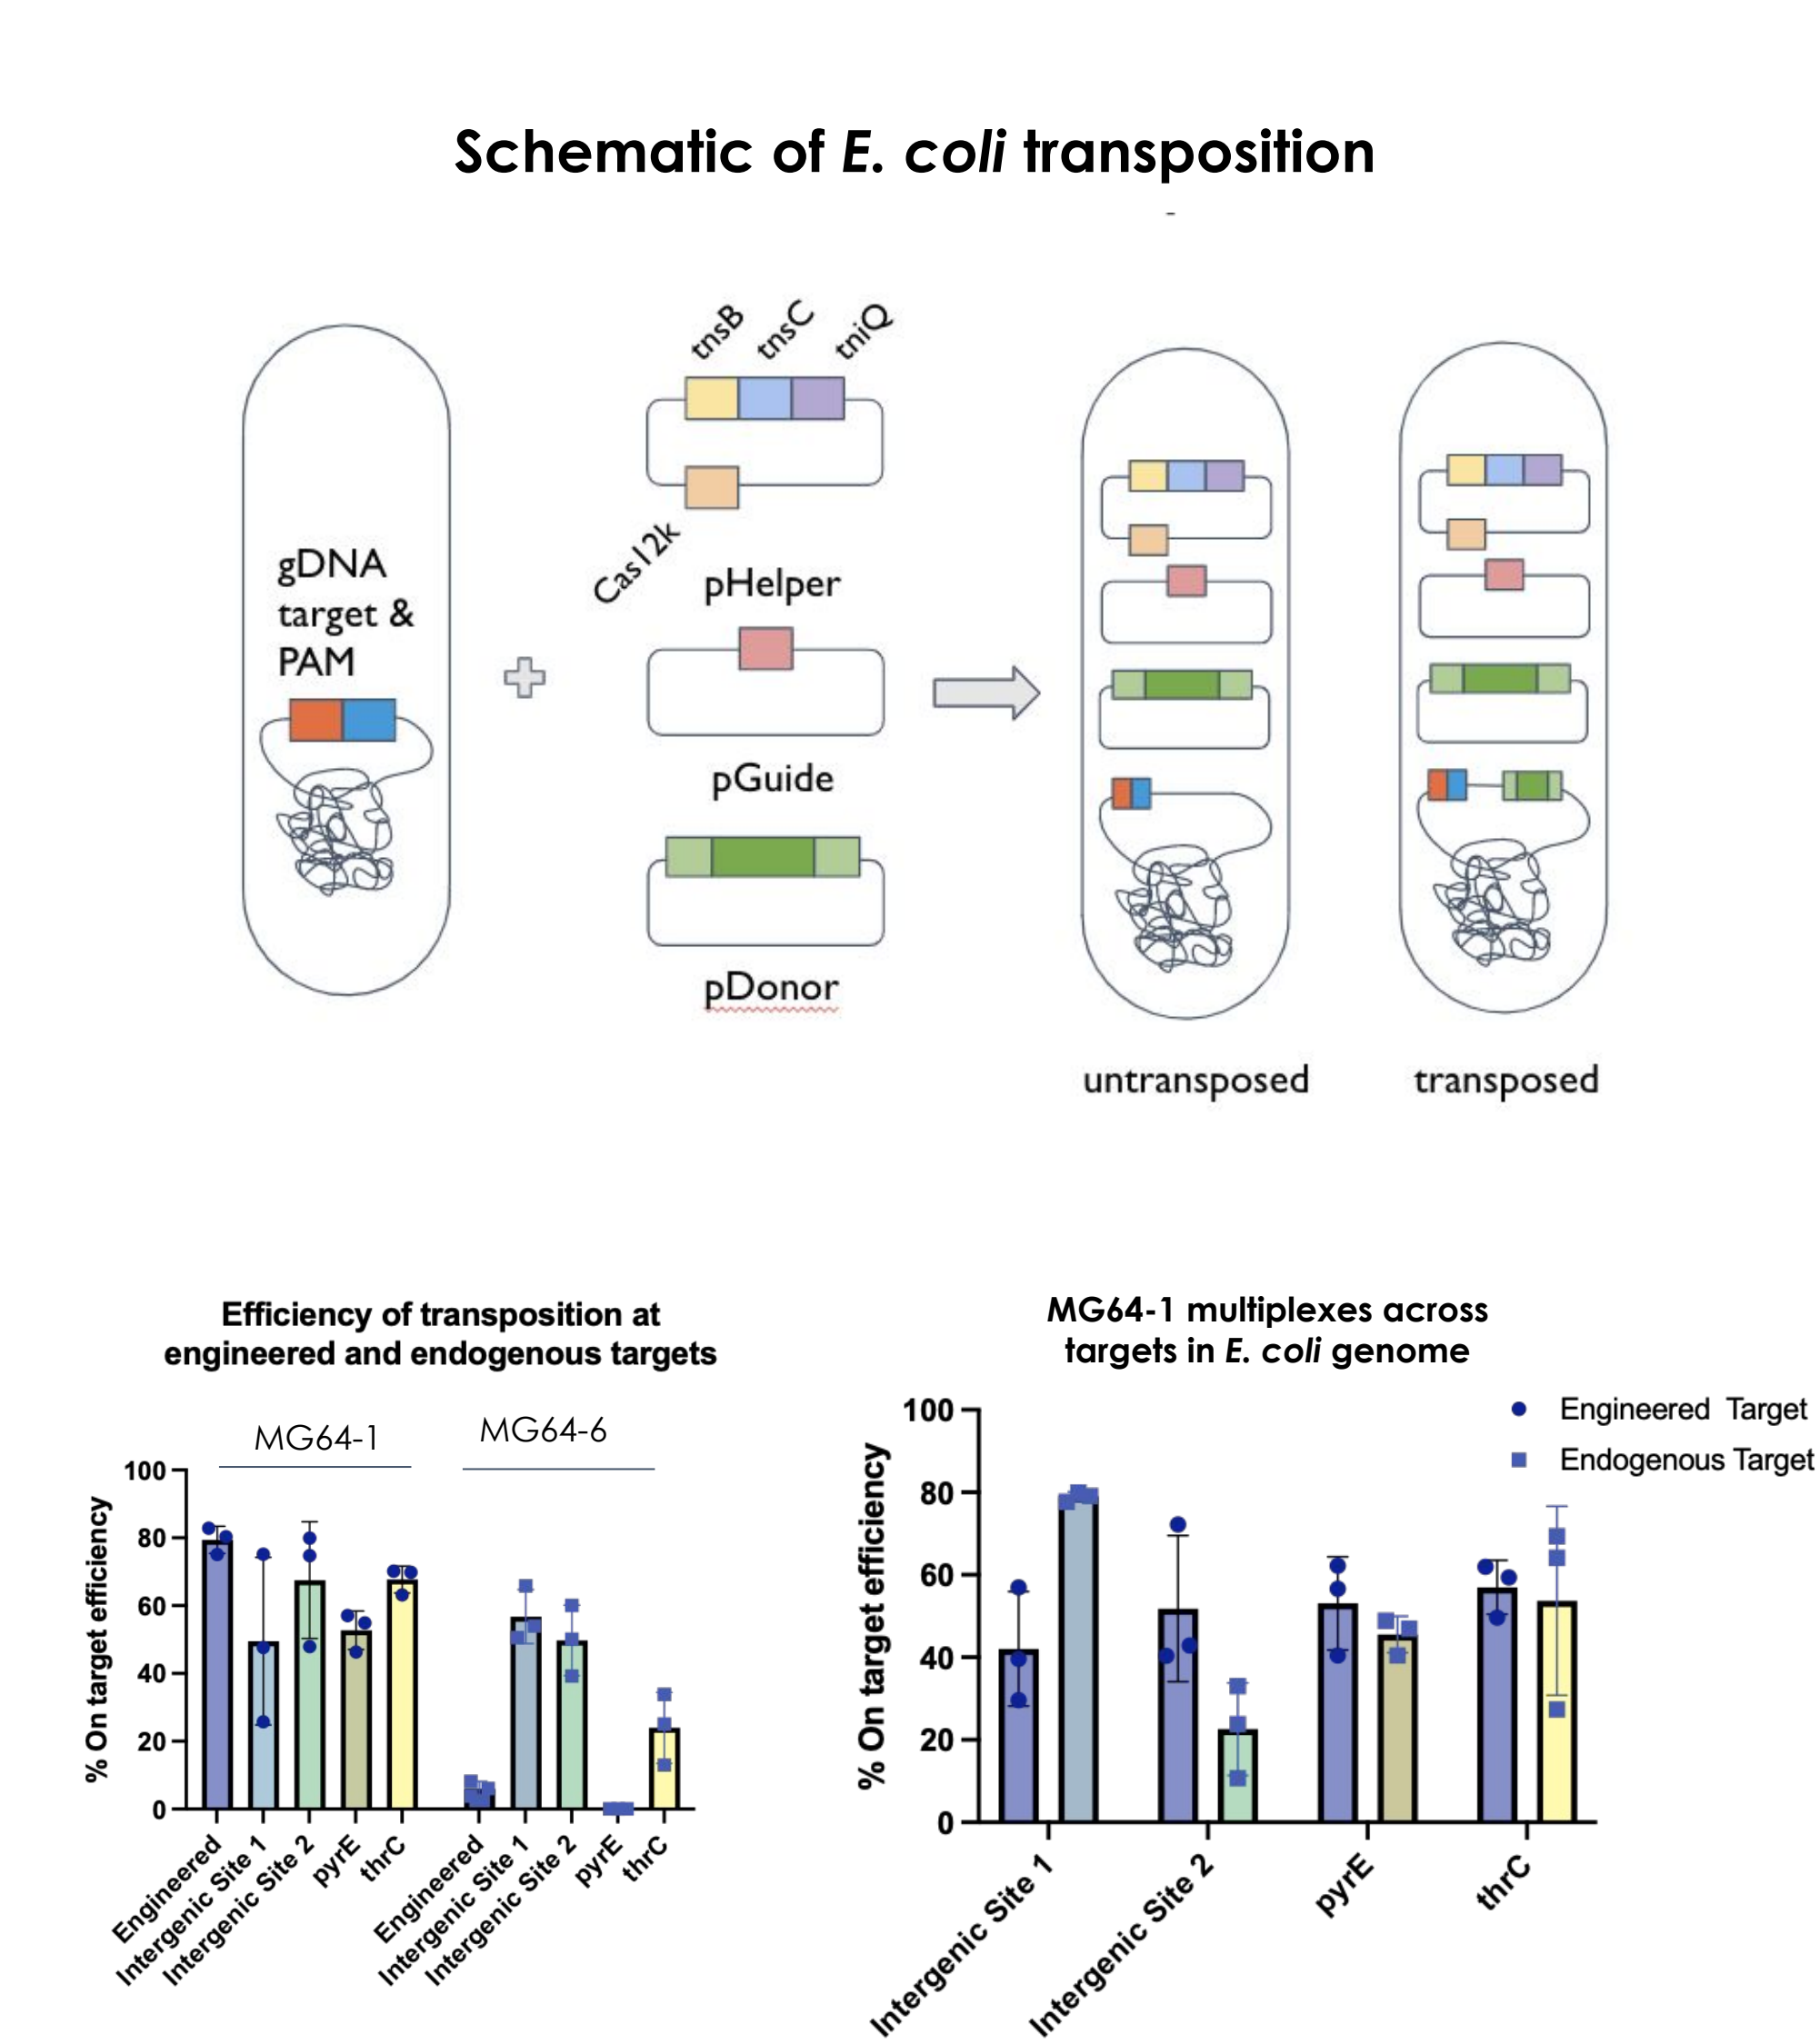 Schematic of E. coli transposition
-
tnsB
tnsC
tniQ
Cas12k
gDNA
target &
PAM
pHelper
pGuide
pDonor
untransposed
transposed
Efficiency of transposition at
engineered and endogenous targets
MG64-1
MG64-6
% On target efficiency
100
80
60
40
20
0
Engineered
Intergenic Site 1
Intergenic Site 2
pyrE
thrC
Engineered
Intergenic Site 1
Intergenic Site 2
pyrE
thrC
MG64-1 multiplexes across
targets in E. coli genome
Engineered Target
Endogenous Target
% On target efficiency
100
80
60
40
20
0
Intergenic Site 1
Intergenic Site 2
pyrE
thrC